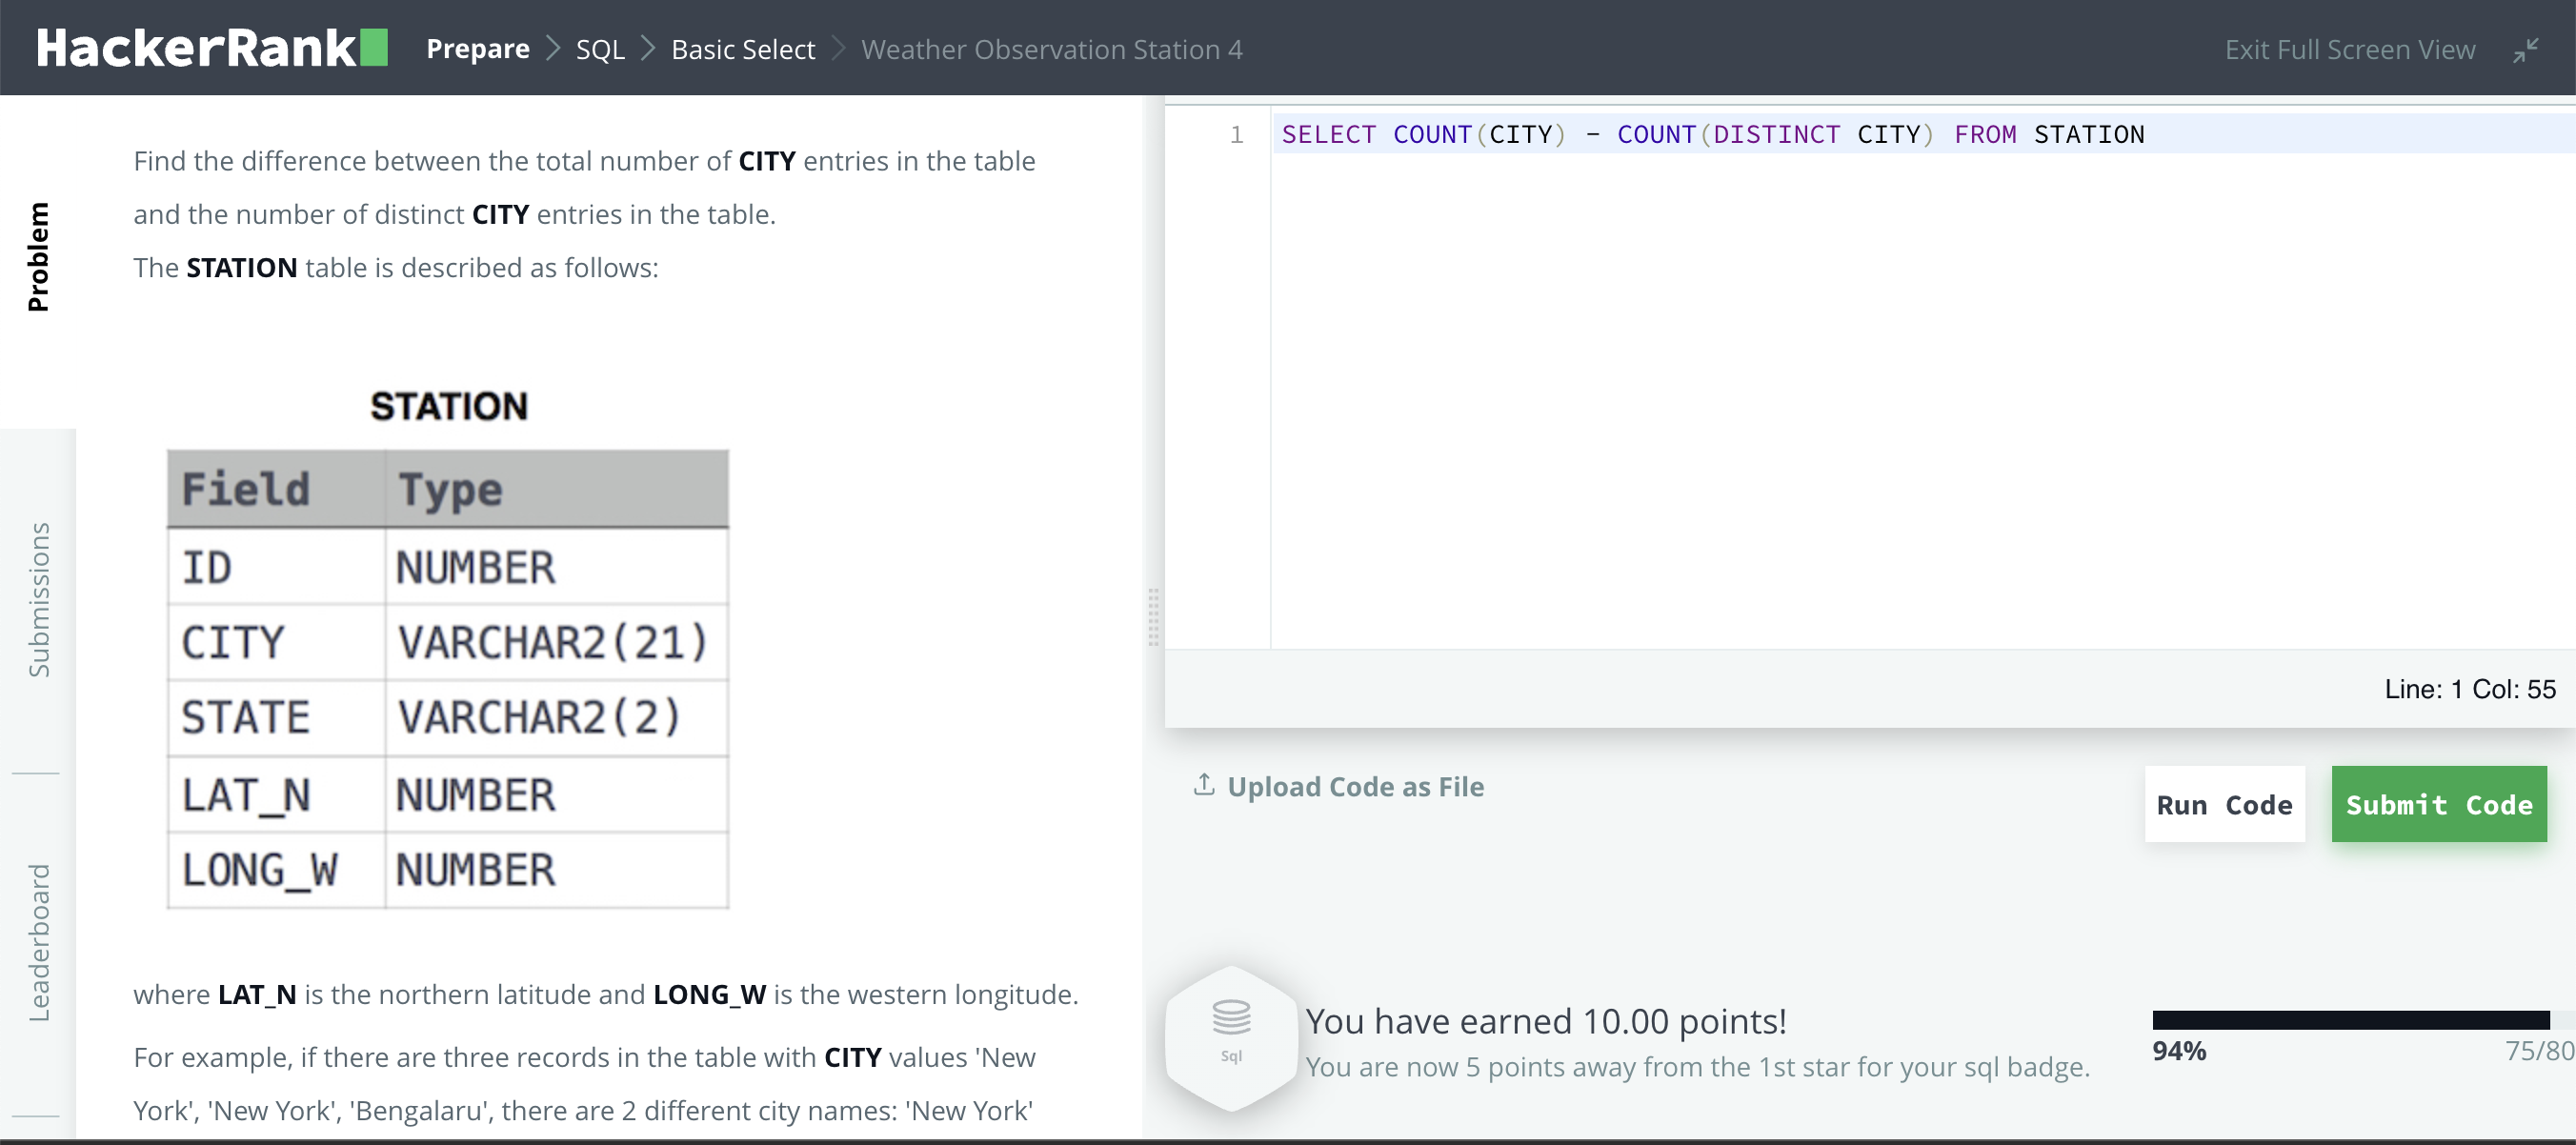 HackerRank Prepare > SQL > Basic Select > Weather Observation Station 4 Exit Full Screen View
Problem
Submissions
Leaderboard
Find the difference between the total number of CITY entries in the table
and the number of distinct CITY entries in the table.
The STATION table is described as follows:
STATION
Field Type
ID NUMBER
CITY VARCHAR2(21)
STATE VARCHAR2(2)
LAT_N NUMBER
LONG_W NUMBER
where LAT_N is the northern latitude and LONG_W is the western longitude.
For example, if there are three records in the table with CITY values 'New
York', 'New York', 'Bengalaru', there are 2 different city names: 'New York'
1 SELECT COUNT(CITY) - COUNT(DISTINCT CITY) FROM STATION
Line: 1 Col: 55
Upload Code as File
Run Code
Submit Code
Sql
You have earned 10.00 points!
You are now 5 points away from the 1st star for your sql badge.
94% 75/80